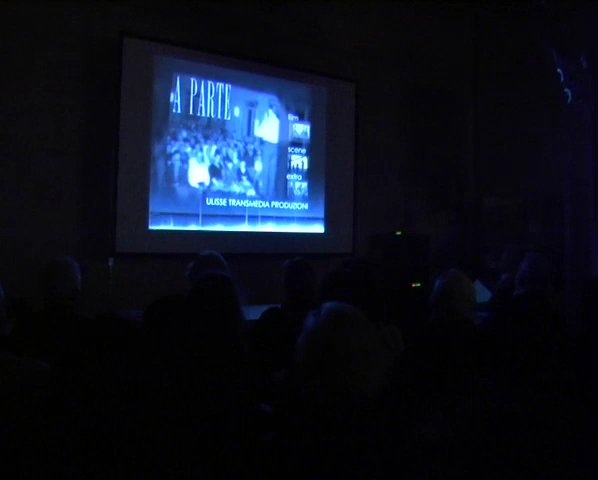 A PARTE
film
scene
extra
ULISSE TRANSMEDIA PRODUZIONI